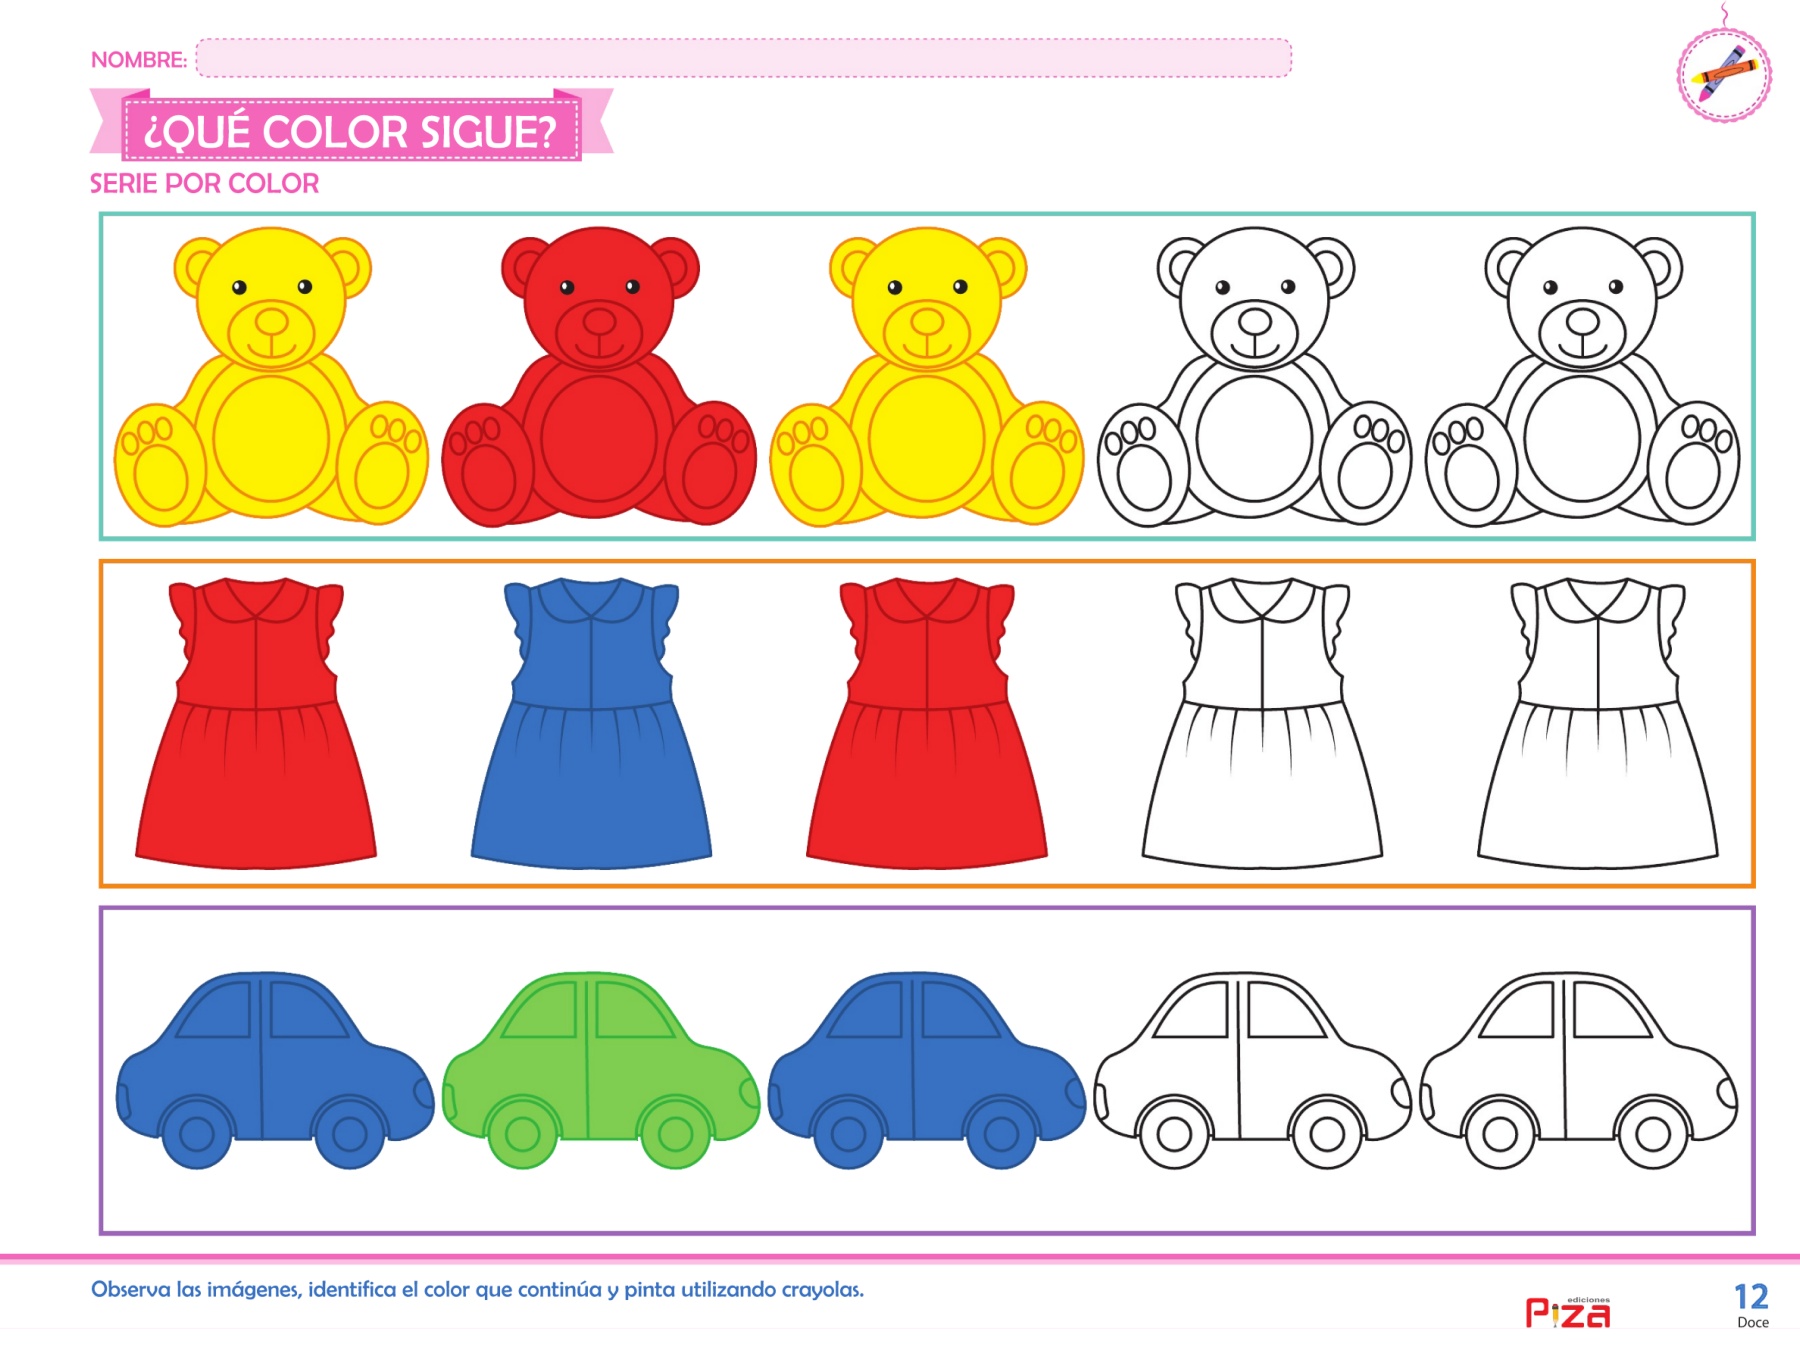 NOMBRE:
¿QUÉ COLOR SIGUE?
SERIE POR COLOR
Observa las imágenes, identifica el color que continúa y pinta utilizando crayolas.
ediciones
Piza
12
Doce